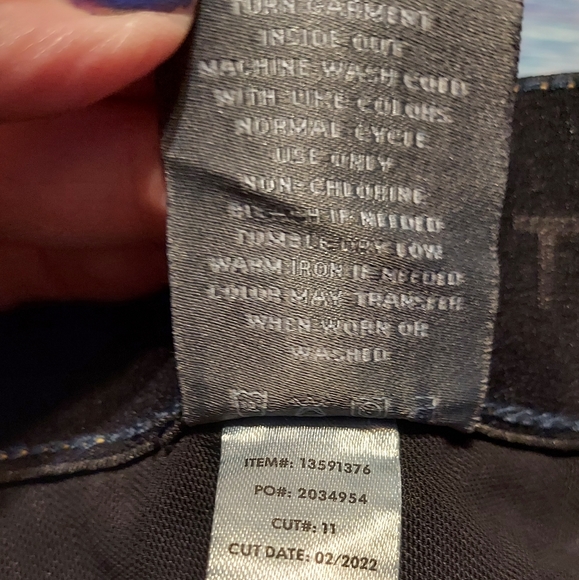 TURN GARMENT
INSIDE OUT
MACHINE WASH COLD
WITH LIKE COLORS
NORMAL CYCLE
USE ONLY
NON-CHLORINE
BLEACH IF NEEDED
TUMBLE DRY LOW
WARM IRON IF NEEDED
COLOR MAY TRANSFER
WHEN WORN OR
WASHED
T
ITEM#: 13591376
PO#: 2034954
CUT#: 11
CUT DATE: 02/2022